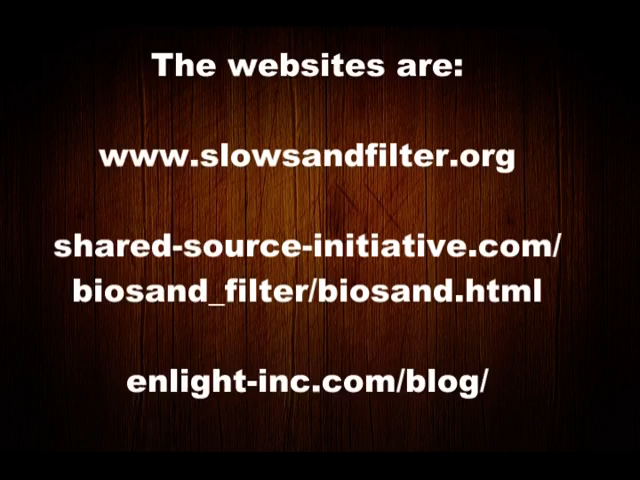 The websites are:
www.slowsandfilter.org
shared-source-initiative.com/
biosand_filter/biosand.html
enlight-inc.com/blog/